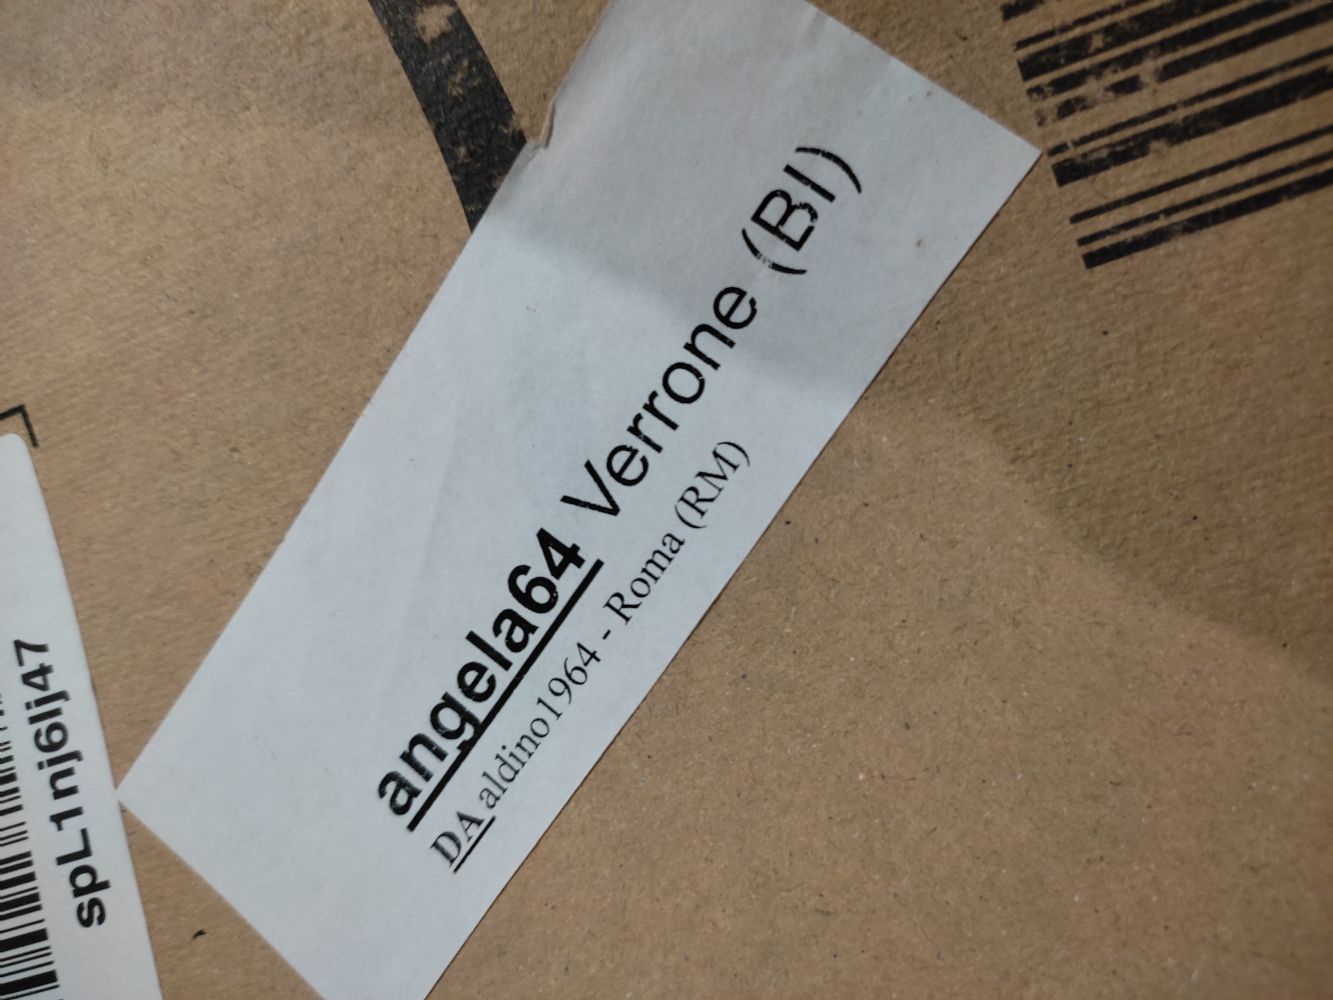 angela64 Verrone (BI)
DA aldino1964 - Roma (RM)
spL1nj6lj47